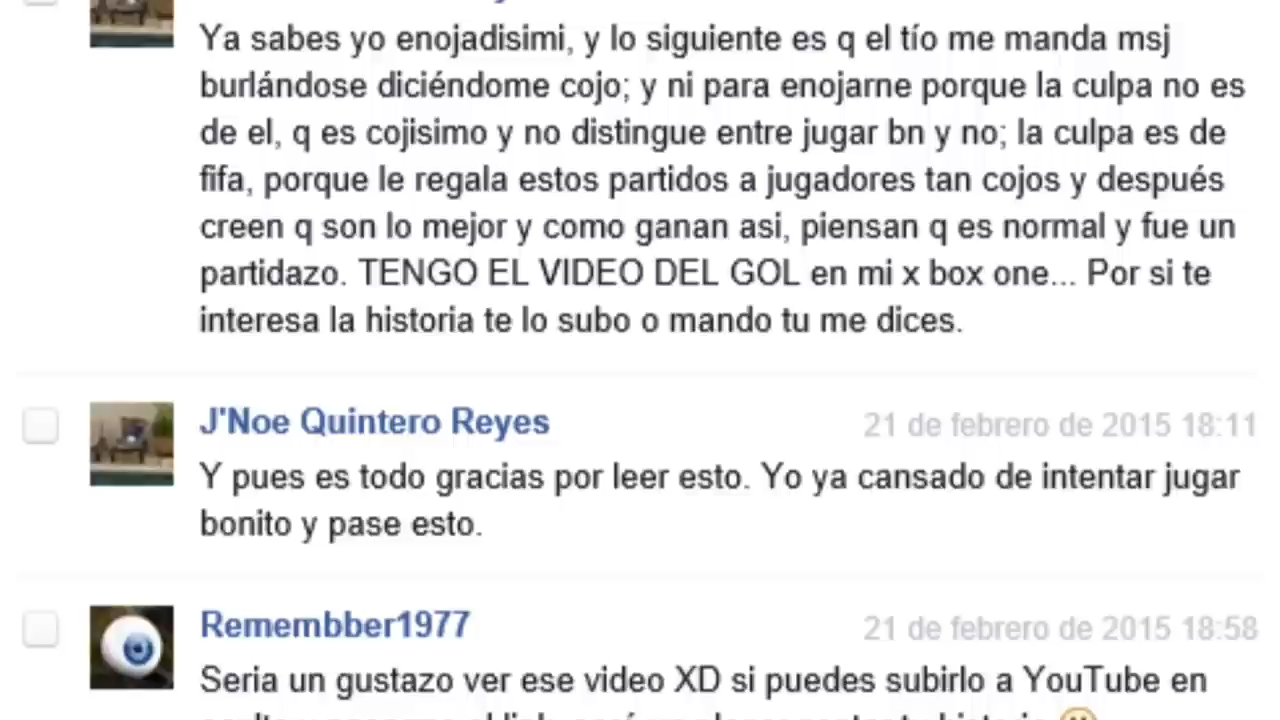 Ya sabes yo enojadisimi, y lo siguiente es q el tío me manda msj
burlándose diciéndome cojo; y ni para enojarne porque la culpa no es
de el, q es cojisimo y no distingue entre jugar bn y no; la culpa es de
fifa, porque le regala estos partidos a jugadores tan cojos y después
creen q son lo mejor y como ganan asi, piensan q es normal y fue un
partidazo. TENGO EL VIDEO DEL GOL en mi x box one... Por si te
interesa la historia te lo subo o mando tu me dices.
J'Noe Quintero Reyes 21 de febrero de 2015 18:11
Y pues es todo gracias por leer esto. Yo ya cansado de intentar jugar
bonito y pase esto.
Remembber1977 21 de febrero de 2015 18:58
Seria un gustazo ver ese video XD si puedes subirlo a YouTube en